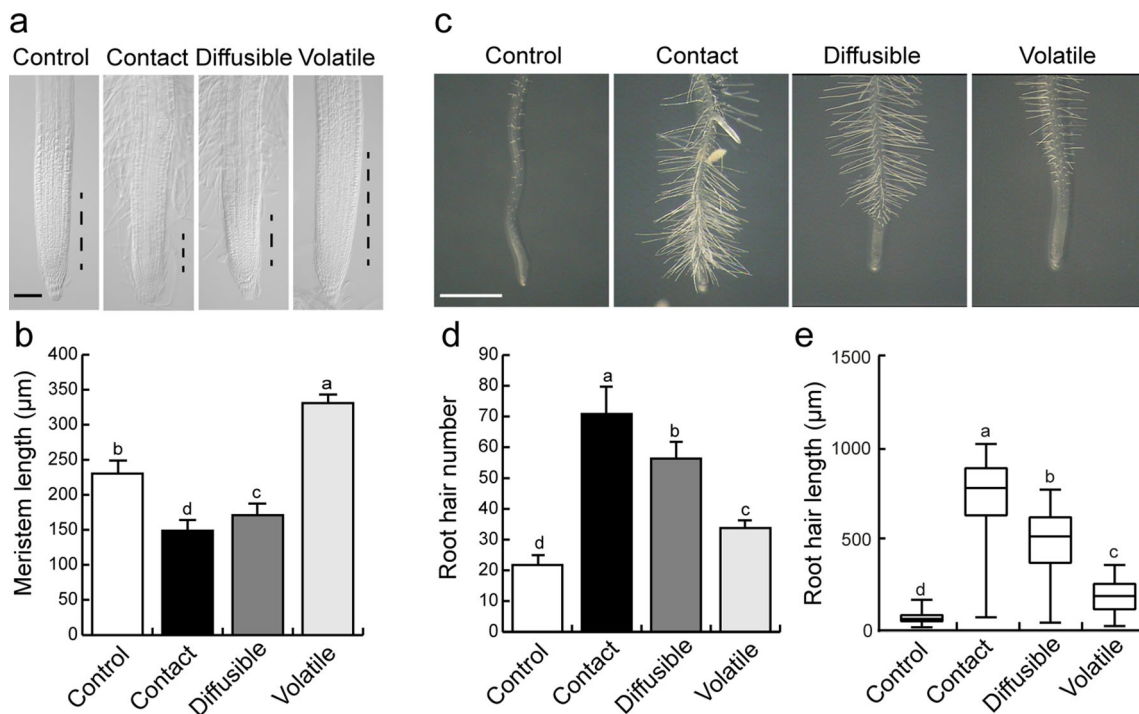 a
Control Contact Diffusible Volatile
c
Control Contact Diffusible Volatile
b
Meristem length (μm)
400
350
300
250
200
150
100
50
0
b
d
c
a
Control
Contact
Diffusible
Volatile
d
Root hair number
90
80
70
60
50
40
30
20
10
0
d
a
b
c
Control
Contact
Diffusible
Volatile
e
Root hair length (μm)
1500
1000
500
0
d
a
b
c
Control
Contact
Diffusible
Volatile